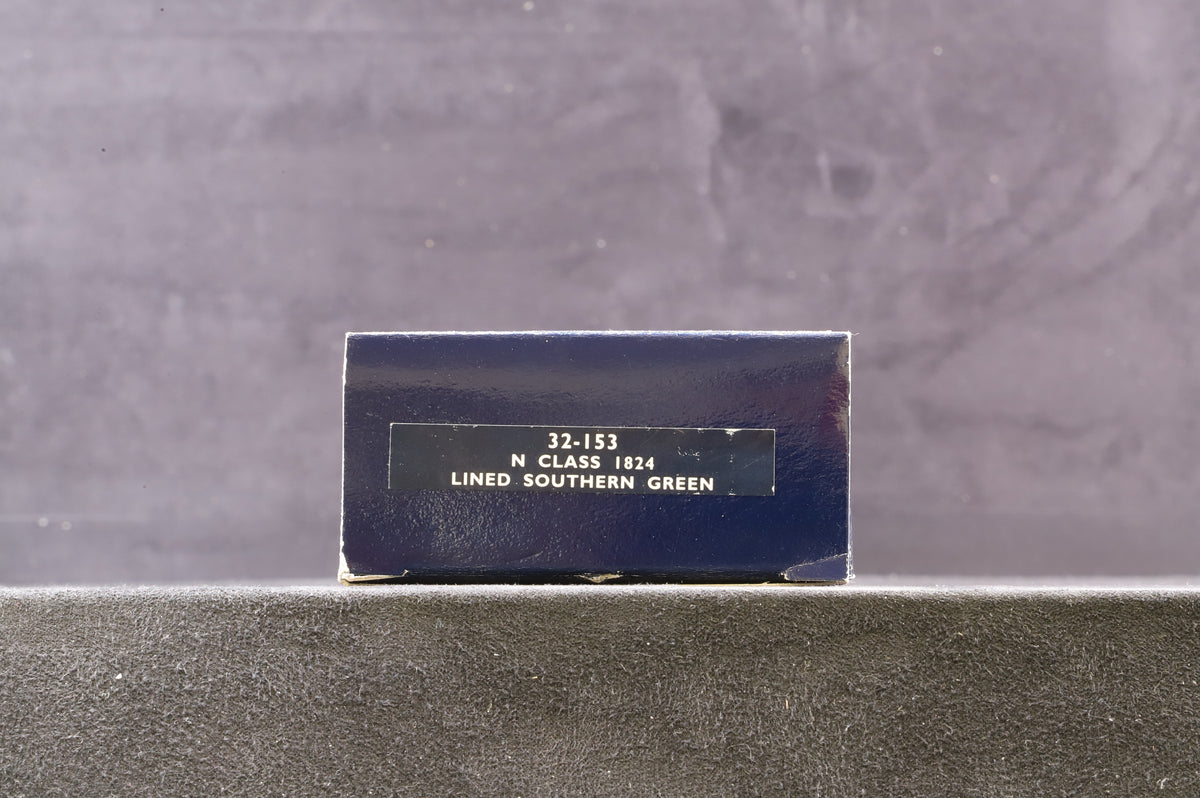 32-153
N CLASS 1824
LINED SOUTHERN GREEN